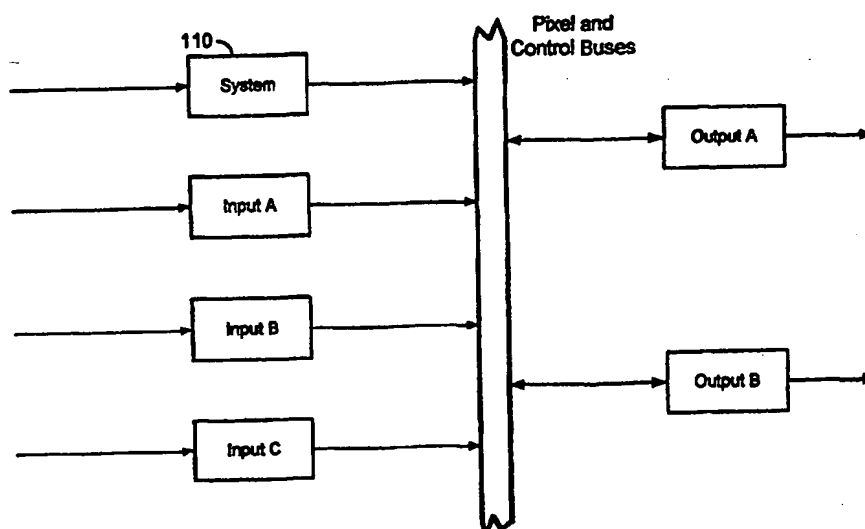 110
Pixel and
Control Buses
System
Output A
Input A
Input B
Output B
Input C